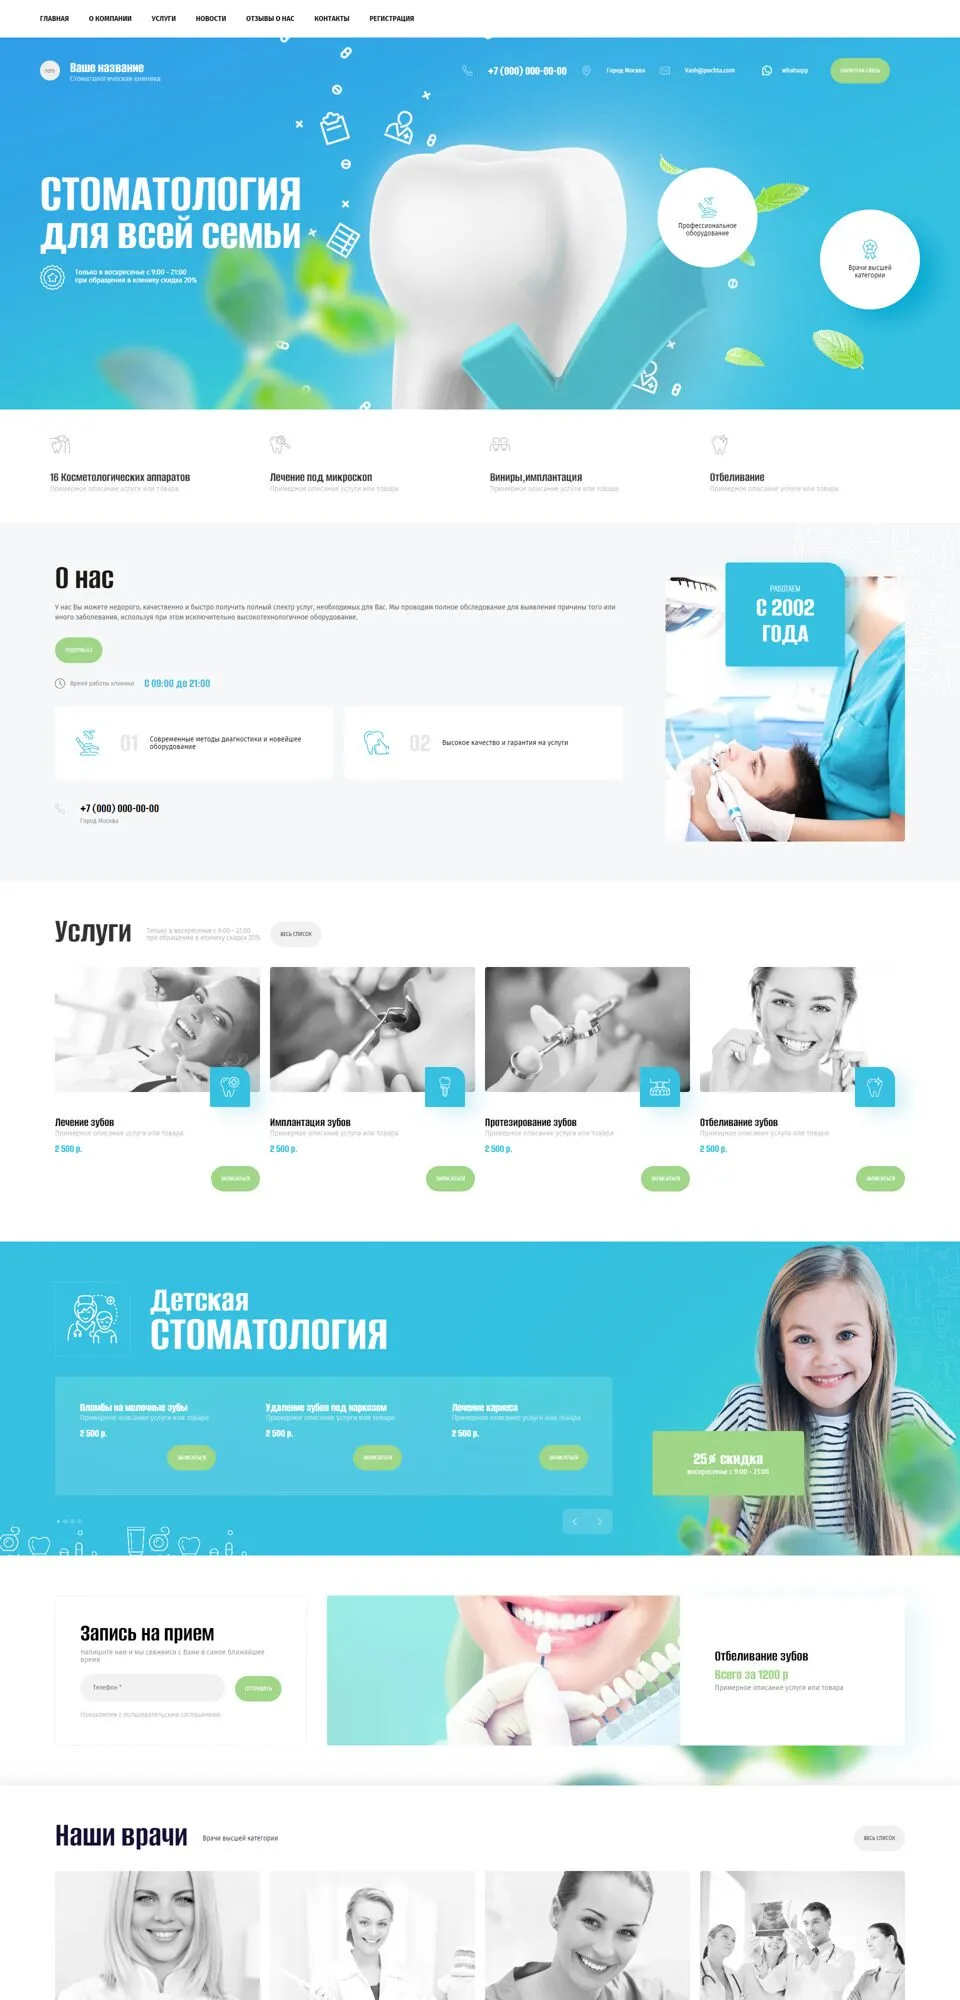 ГЛАВНАЯ О КОМПАНИИ УСЛУГИ НОВОСТИ ОТЗЫВЫ О НАС КОНТАКТЫ РЕГИСТРАЦИЯ
Ваше название
Стоматологическая клиника
+7 (000) 000-00-00
Город Москва
Vash@pochta.com
whatsapp
ОБРАТНАЯ СВЯЗЬ
СТОМАТОЛОГИЯ
для всей семьи
Только в воскресенье с 9:00 - 21:00
при обращении в клинику скидка 20%
Профессиональное
оборудование
Врачи высшей
категории
16 Косметологических аппаратов
Примерное описание услуги или товара
Лечение под микроскоп
Примерное описание услуги или товара
Виниры,имплантация
Примерное описание услуги или товара
Отбеливание
Примерное описание услуги или товара
О нас
У нас Вы можете недорого, качественно и быстро получить полный спектр услуг, необходимых для Вас. Мы проводим полное обследование для выявления причины того или
иного заболевания, используя при этом исключительно высокотехнологичное оборудование.
ПОДРОБНЕЕ
Время работы клиники С 09:00 до 21:00
01 Современные методы диагностики и новейшее
оборудование
02 Высокое качество и гарантия на услуги
+7 (000) 000-00-00
Город Москва
РАБОТАЕМ
С 2002
ГОДА
Услуги
Только в воскресенье с 9:00 - 21:00
при обращении в клинику скидка 20%
ВЕСЬ СПИСОК
Лечение зубов
Примерное описание услуги или товара
2 500 р.
ЗАПИСАТЬСЯ
Имплантация зубов
Примерное описание услуги или товара
2 500 р.
ЗАПИСАТЬСЯ
Протезирование зубов
Примерное описание услуги или товара
2 500 р.
ЗАПИСАТЬСЯ
Отбеливание зубов
Примерное описание услуги или товара
2 500 р.
ЗАПИСАТЬСЯ
Детская
СТОМАТОЛОГИЯ
Пломбы на молочные зубы
Примерное описание услуги или товара
2 500 р.
ЗАПИСАТЬСЯ
Удаление зубов под наркозом
Примерное описание услуги или товара
2 500 р.
ЗАПИСАТЬСЯ
Лечение кариеса
Примерное описание услуги или товара
2 500 р.
ЗАПИСАТЬСЯ
25% скидка
воскресенье с 9:00 - 21:00
Запись на прием
Напишите нам и мы свяжемся с Вами в самое ближайшее
время
Телефон *
ОТПРАВИТЬ
Ознакомлен с пользовательским соглашением
Отбеливание зубов
Всего за 1200 р
Примерное описание услуги или товара
Наши врачи
Врачи высшей категории
ВЕСЬ СПИСОК